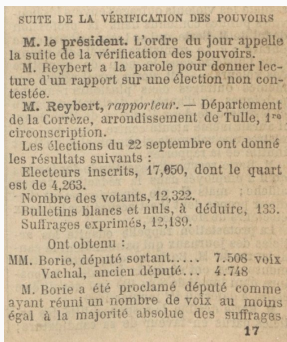 SUITE DE LA VÉRIFICATION DES POUVOIRS
M. le président. L'ordre du jour appelle
la suite de la vérification des pouvoirs.
M. Reybert a la parole pour donner lec-
ture d'un rapport sur une élection non con-
testée.
M. Reybert, rapporteur. — Département
de la Corrèze, arrondissement de Tulle, 1re
circonscription.
Les élections du 22 septembre ont donné
les résultats suivants :
Electeurs inscrits, 17,050, dont le quart
est de 4,263.
Nombre des votants, 12,322.
Bulletins blancs et nuls, à déduire, 133.
Suffrages exprimés, 12,189.
Ont obtenu :
MM. Borie, député sortant..... 7.508 voix
Vachal, ancien député... 4.748
M. Borie a été proclamé député comme
ayant réuni un nombre de voix au moins
égal à la majorité absolue des suffrages
17